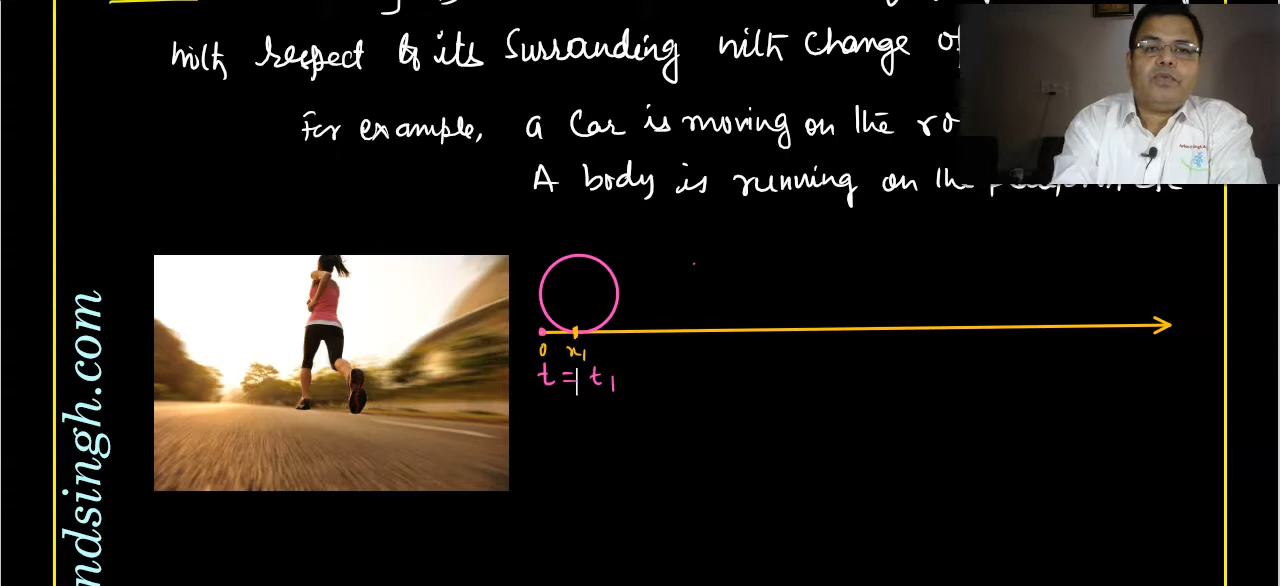 with respect to its Surranding with change of
For example, a Car is moving on the ro
A body is running on the
0 x1
t = t1
ndsingh.com